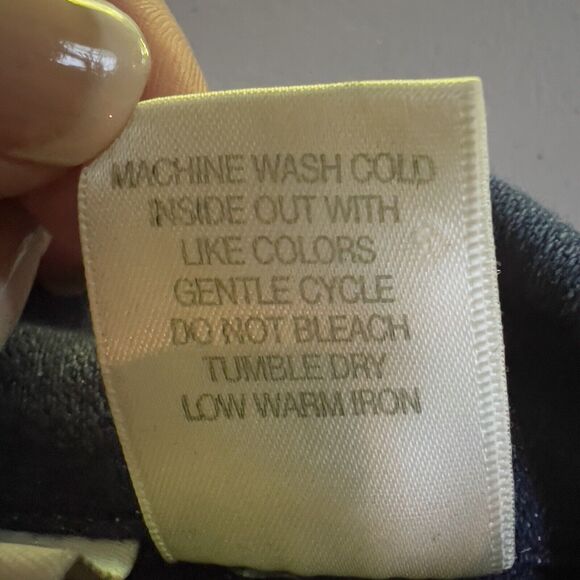 MACHINE WASH COLD
INSIDE OUT WITH
LIKE COLORS
GENTLE CYCLE
DO NOT BLEACH
TUMBLE DRY
LOW WARM IRON